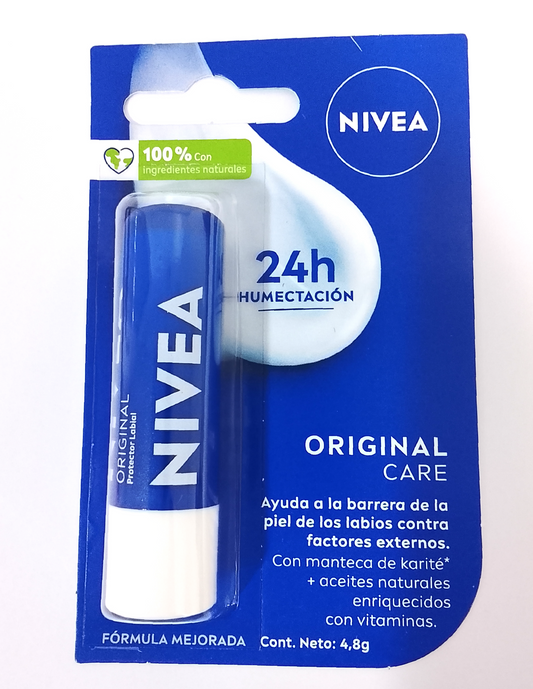 NIVEA
100% Con
ingredientes naturales
24h
HUMECTACIÓN
NIVEA
ORIGINAL
Protector Labial
ORIGINAL
CARE
Ayuda a la barrera de la
piel de los labios contra
factores externos.
Con manteca de karité*
+ aceites naturales
enriquecidos
con vitaminas.
FÓRMULA MEJORADA
Cont. Neto: 4,8g